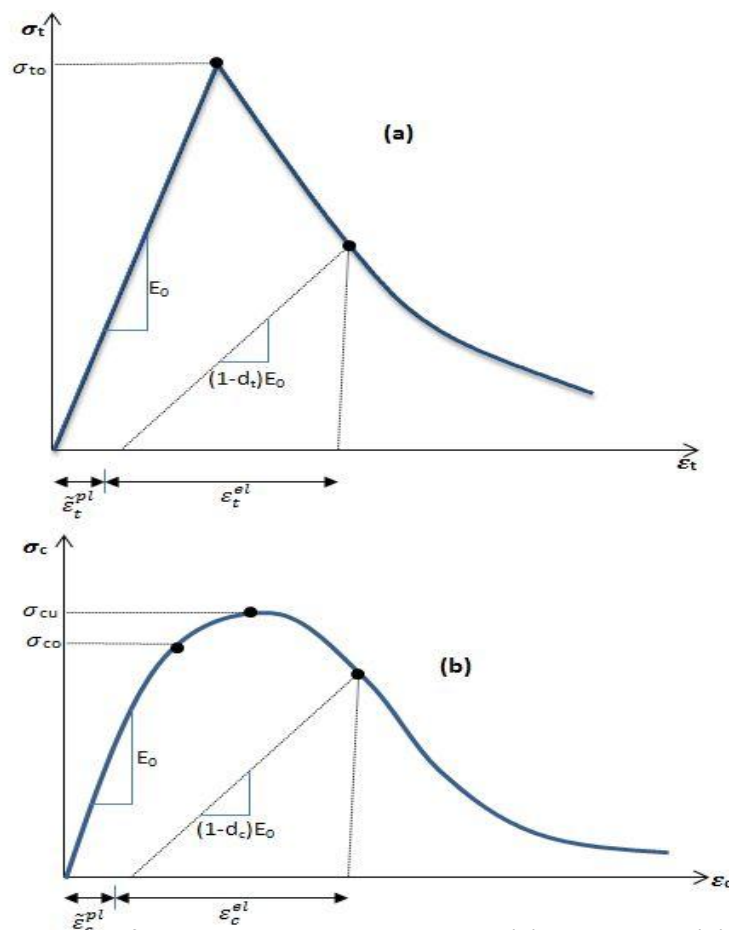 σt
σto
(a)
E₀
(1-dt)E₀
εt
ε̃ₜᵖˡ
εₜᵉˡ
σc
σcu
σco
(b)
E₀
(1-dc)E₀
εc
ε̃cᵖˡ
εcᵉˡ